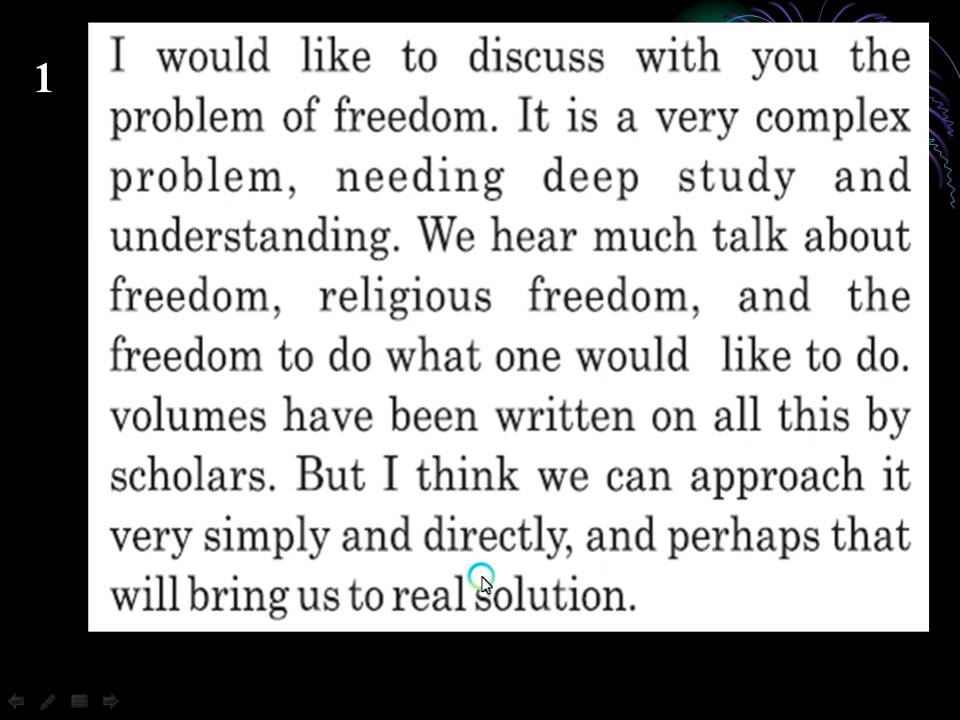 1
I would like to discuss with you the
problem of freedom. It is a very complex
problem, needing deep study and
understanding. We hear much talk about
freedom, religious freedom, and the
freedom to do what one would like to do.
volumes have been written on all this by
scholars. But I think we can approach it
very simply and directly, and perhaps that
will bring us to real solution.